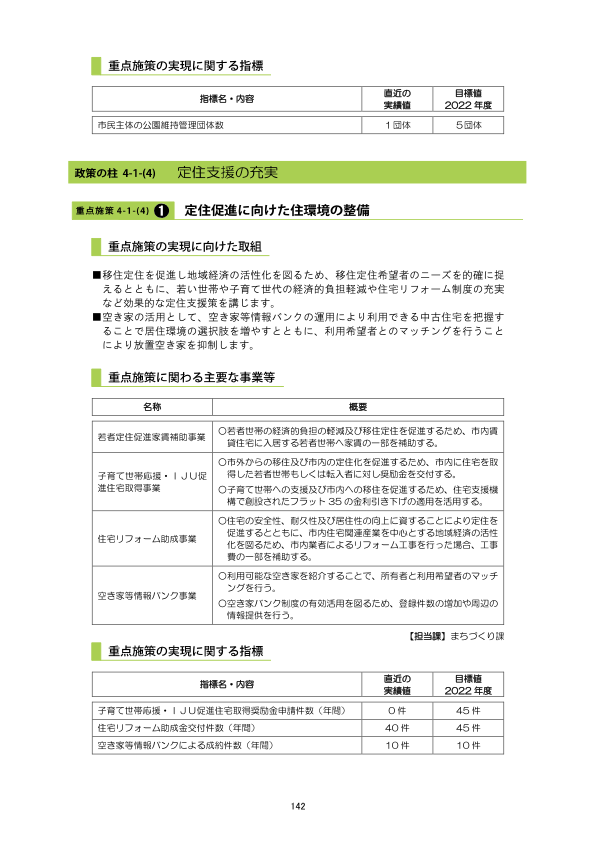 重点施策の実現に関する指標
指標名・内容
直近の
実績値
目標値
2022 年度
市民主体の公園維持管理団体数
１団体
５団体
政策の柱 4-1-(4) 定住支援の充実
重点施策 4-1-(4) ❶ 定住促進に向けた住環境の整備
重点施策の実現に向けた取組
■移住定住を促進し地域経済の活性化を図るため、移住定住希望者のニーズを的確に捉
えるとともに、若い世帯や子育て世代の経済的負担軽減や住宅リフォーム制度の充実
など効果的な定住支援策を講じます。
■空き家の活用として、空き家等情報バンクの運用により利用できる中古住宅を把握す
ることで居住環境の選択肢を増やすとともに、利用希望者とのマッチングを行うこと
により放置空き家を抑制します。
重点施策に関わる主要な事業等
名称
概要
若者定住促進家賃補助事業
○若者世帯の経済的負担の軽減及び移住定住を促進するため、市内賃
貸住宅に入居する若者世帯へ家賃の一部を補助する。
子育て世帯応援・ＩＪＵ促
進住宅取得事業
○市外からの移住及び市内の定住化を促進するため、市内に住宅を取
得した若者世帯もしくは転入者に対し奨励金を交付する。
○子育て世帯への支援及び市内への移住を促進するため、住宅支援機
構で創設されたフラット 35 の金利引き下げの適用を活用する。
住宅リフォーム助成事業
○住宅の安全性、耐久性及び居住性の向上に資することにより定住を
促進するとともに、市内住宅関連産業を中心とする地域経済の活性
化を図るため、市内業者によるリフォーム工事を行った場合、工事
費の一部を補助する。
空き家等情報バンク事業
○利用可能な空き家を紹介することで、所有者と利用希望者のマッチ
ングを行う。
○空き家バンク制度の有効活用を図るため、登録件数の増加や周辺の
情報提供を行う。
【担当課】まちづくり課
重点施策の実現に関する指標
指標名・内容
直近の
実績値
目標値
2022 年度
子育て世帯応援・ＩＪＵ促進住宅取得奨励金申請件数（年間）
0 件
45 件
住宅リフォーム助成金交付件数（年間）
40 件
45 件
空き家等情報バンクによる成約件数（年間）
10 件
10 件
142